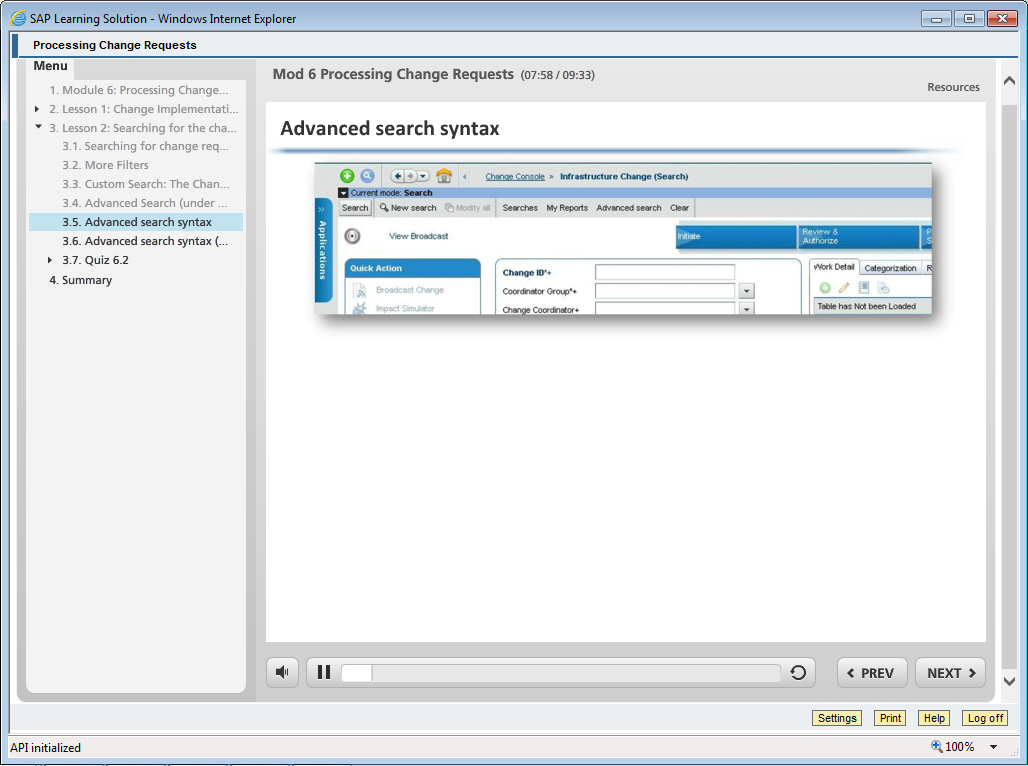 SAP Learning Solution - Windows Internet Explorer
Processing Change Requests
Menu
1. Module 6: Processing Change...
2. Lesson 1: Change Implementati...
3. Lesson 2: Searching for the cha...
3.1. Searching for change req...
3.2. More Filters
3.3. Custom Search: The Chan...
3.4. Advanced Search (under ...
3.5. Advanced search syntax
3.6. Advanced search syntax (...
3.7. Quiz 6.2
4. Summary
Mod 6 Processing Change Requests (07:58 / 09:33)
Resources
Advanced search syntax
Change Console > Infrastructure Change (Search)
Current mode: Search
Search New search Modify all Searches My Reports Advanced search Clear
Applications
View Broadcast
Initiate
Review &
Authorize
Quick Action
Broadcast Change
Impact Simulator
Change ID*+
Coordinator Group*+
Change Coordinator+
Work Detail Categorization R
Table has Not been Loaded
PREV NEXT
Settings Print Help Log off
API initialized
100%